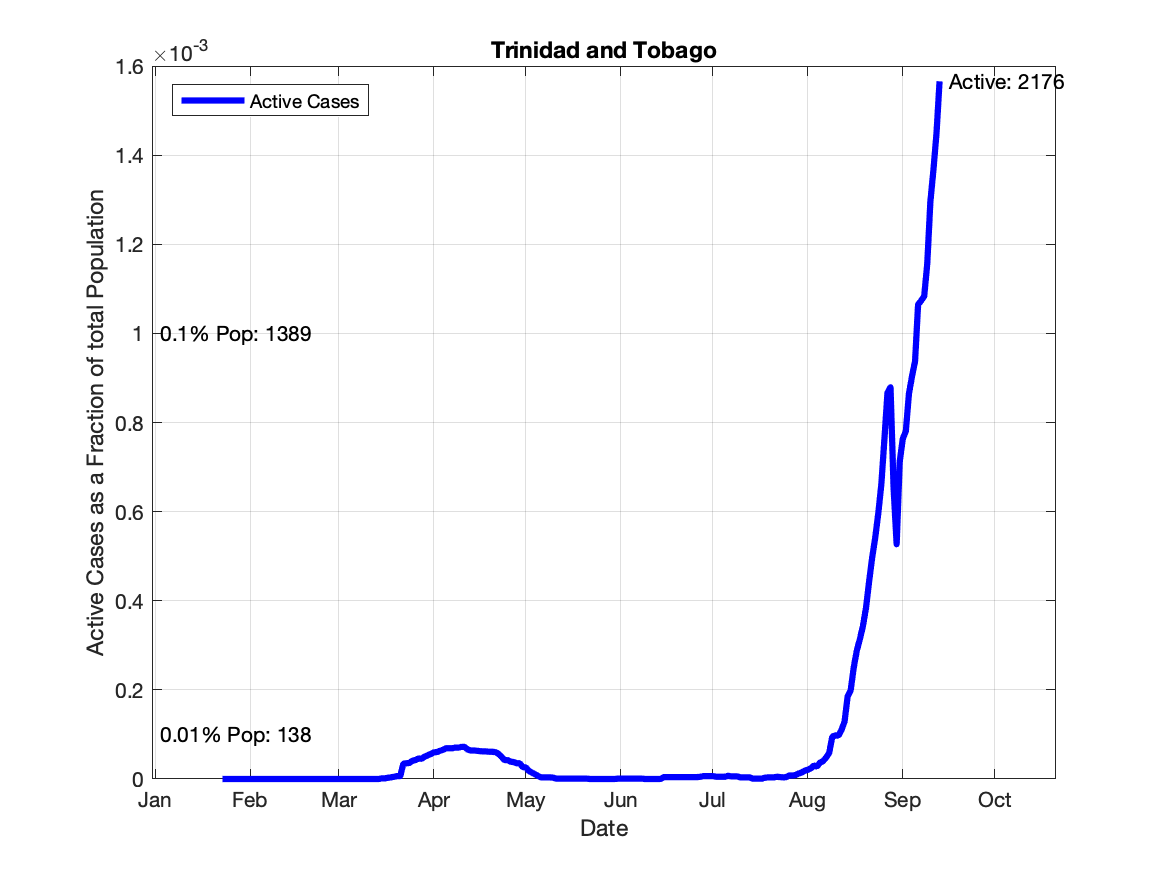 Trinidad and Tobago
×10-3
1.6
1.4
1.2
1
0.8
0.6
0.4
0.2
0
Active Cases
Active: 2176
0.1% Pop: 1389
0.01% Pop: 138
Active Cases as a Fraction of total Population
Jan Feb Mar Apr May Jun Jul Aug Sep Oct
Date